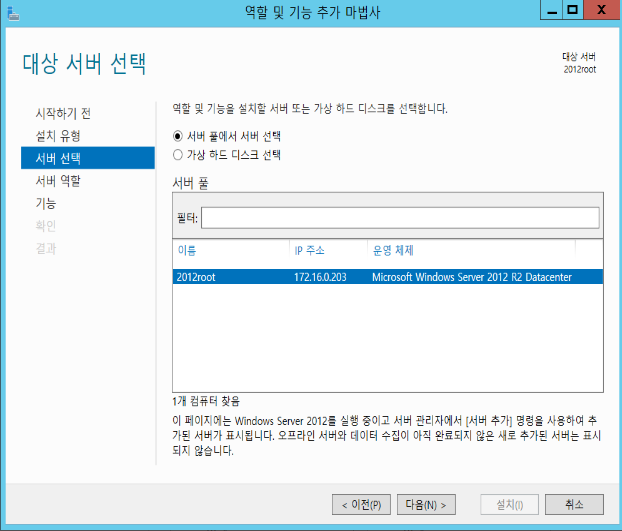 역할 및 기능 추가 마법사
X
대상 서버 선택
대상 서버
2012root
시작하기 전
설치 유형
서버 선택
서버 역할
기능
확인
결과
역할 및 기능을 설치할 서버 또는 가상 하드 디스크를 선택합니다.
서버 풀에서 서버 선택
가상 하드 디스크 선택
서버 풀
필터:
이름 IP 주소 운영 체제
2012root 172.16.0.203 Microsoft Windows Server 2012 R2 Datacenter
1개 컴퓨터 찾음
이 페이지에는 Windows Server 2012를 실행 중이고 서버 관리자에서 [서버 추가] 명령을 사용하여 추
가된 서버가 표시됩니다. 오프라인 서버와 데이터 수집이 아직 완료되지 않은 새로 추가된 서버는 표시
되지 않습니다.
< 이전(P) 다음(N) > 설치(I) 취소